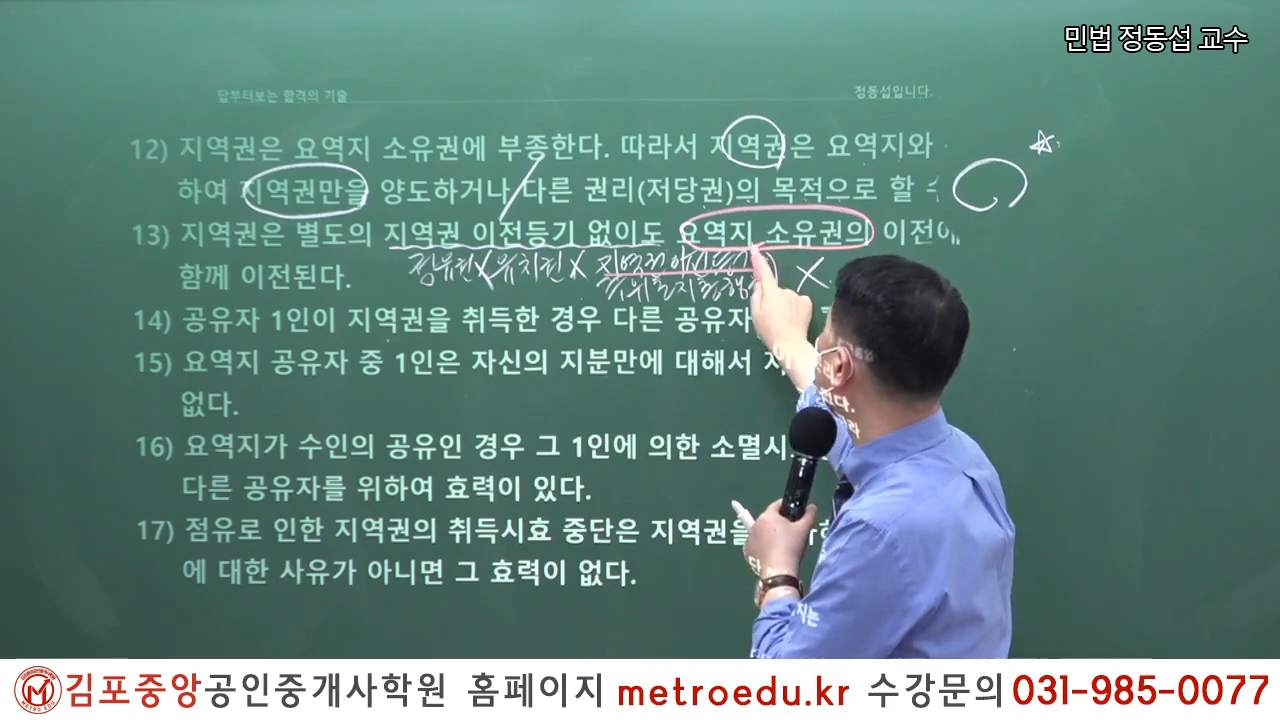 민법 정동섭 교수
답부터보는 합격의 기술
정동섭입니다.
12) 지역권은 요역지 소유권에 부종한다. 따라서 지역권은 요역지와
하여 지역권만을 양도하거나 다른 권리(저당권)의 목적으로 할 수
13) 지역권은 별도의 지역권 이전등기 없이도 요역지 소유권의 이전에
함께 이전된다.
점유권X 유치권X
14) 공유자 1인이 지역권을 취득한 경우 다른 공유자
15) 요역지 공유자 중 1인은 자신의 지분만에 대해서
없다.
16) 요역지가 수인의 공유인 경우 그 1인에 의한 소멸시
다른 공유자를 위하여 효력이 있다.
17) 점유로 인한 지역권의 취득시효 중단은 지역권을
에 대한 사유가 아니면 그 효력이 없다.
김포중앙공인중개사학원 홈페이지 metroedu.kr 수강문의 031-985-0077